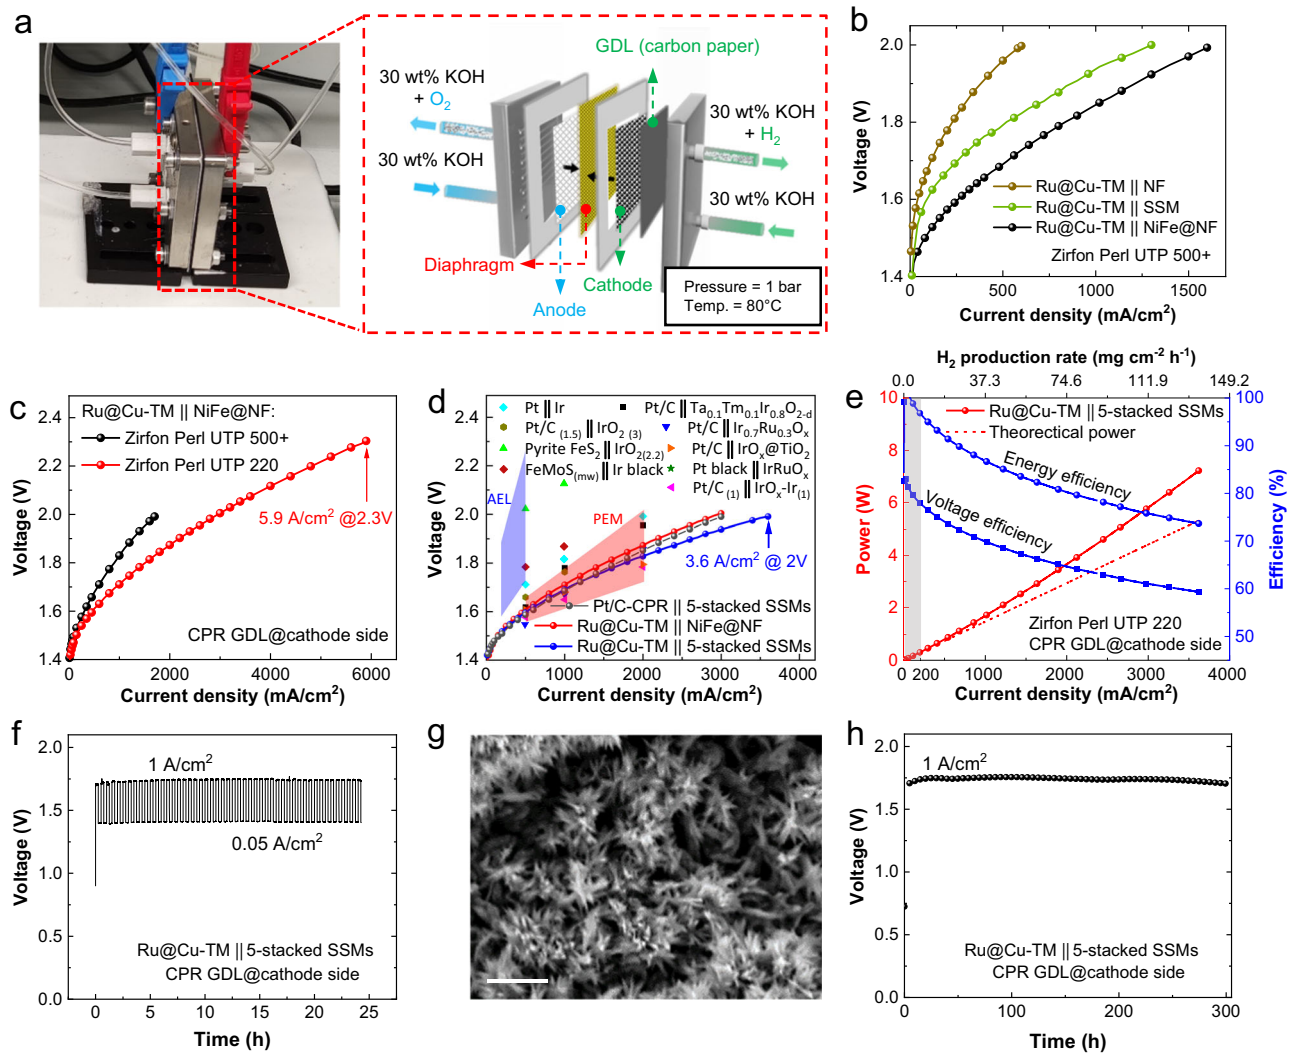 a
30 wt% KOH
+ O2
30 wt% KOH
GDL (carbon paper)
30 wt% KOH
+ H2
30 wt% KOH
Diaphragm
Anode
Cathode
Pressure = 1 bar
Temp. = 80°C
b
Voltage (V)
2.0
1.8
1.6
1.4
Ru@Cu-TM || NF
Ru@Cu-TM || SSM
Ru@Cu-TM || NiFe@NF
Zirfon Perl UTP 500+
0 500 1000 1500
Current density (mA/cm²)
c
Voltage (V)
2.4
2.2
2.0
1.8
1.6
1.4
Ru@Cu-TM || NiFe@NF:
Zirfon Perl UTP 500+
Zirfon Perl UTP 220
5.9 A/cm² @2.3V
CPR GDL@cathode side
0 2000 4000 6000
Current density (mA/cm²)
d
Voltage (V)
2.4
2.2
2.0
1.8
1.6
1.4
Pt || Ir
Pt/C(1.5) || IrO2 (3)
Pyrite FeS2 || IrO2(2.2)
FeMoS(mw) || Ir black
Pt/C || Ta0.1Tm0.1Ir0.8O2-d
Pt/C || Ir0.7Ru0.3Ox
Pt/C || IrOx@TiO2
Pt black || IrRuOx
Pt/C(1) || IrOx-Ir(1)
AEL
PEM
3.6 A/cm² @ 2V
Pt/C-CPR || 5-stacked SSMs
Ru@Cu-TM || NiFe@NF
Ru@Cu-TM || 5-stacked SSMs
0 1000 2000 3000 4000
Current density (mA/cm²)
e
H2 production rate (mg cm-2 h-1)
0.0 37.3 74.6 111.9 149.2
Power (W)
10
8
6
4
2
0
Ru@Cu-TM || 5-stacked SSMs
Theorectical power
Energy efficiency
Voltage efficiency
Zirfon Perl UTP 220
CPR GDL@cathode side
100
90
80
70
60
50
Efficiency (%)
0 200 1000 2000 3000 4000
Current density (mA/cm²)
f
Voltage (V)
2.0
1.5
1.0
0.5
0.0
1 A/cm²
0.05 A/cm²
Ru@Cu-TM || 5-stacked SSMs
CPR GDL@cathode side
0 5 10 15 20 25
Time (h)
g
h
Voltage (V)
2.0
1.5
1.0
0.5
0.0
1 A/cm²
Ru@Cu-TM || 5-stacked SSMs
CPR GDL@cathode side
0 100 200 300
Time (h)